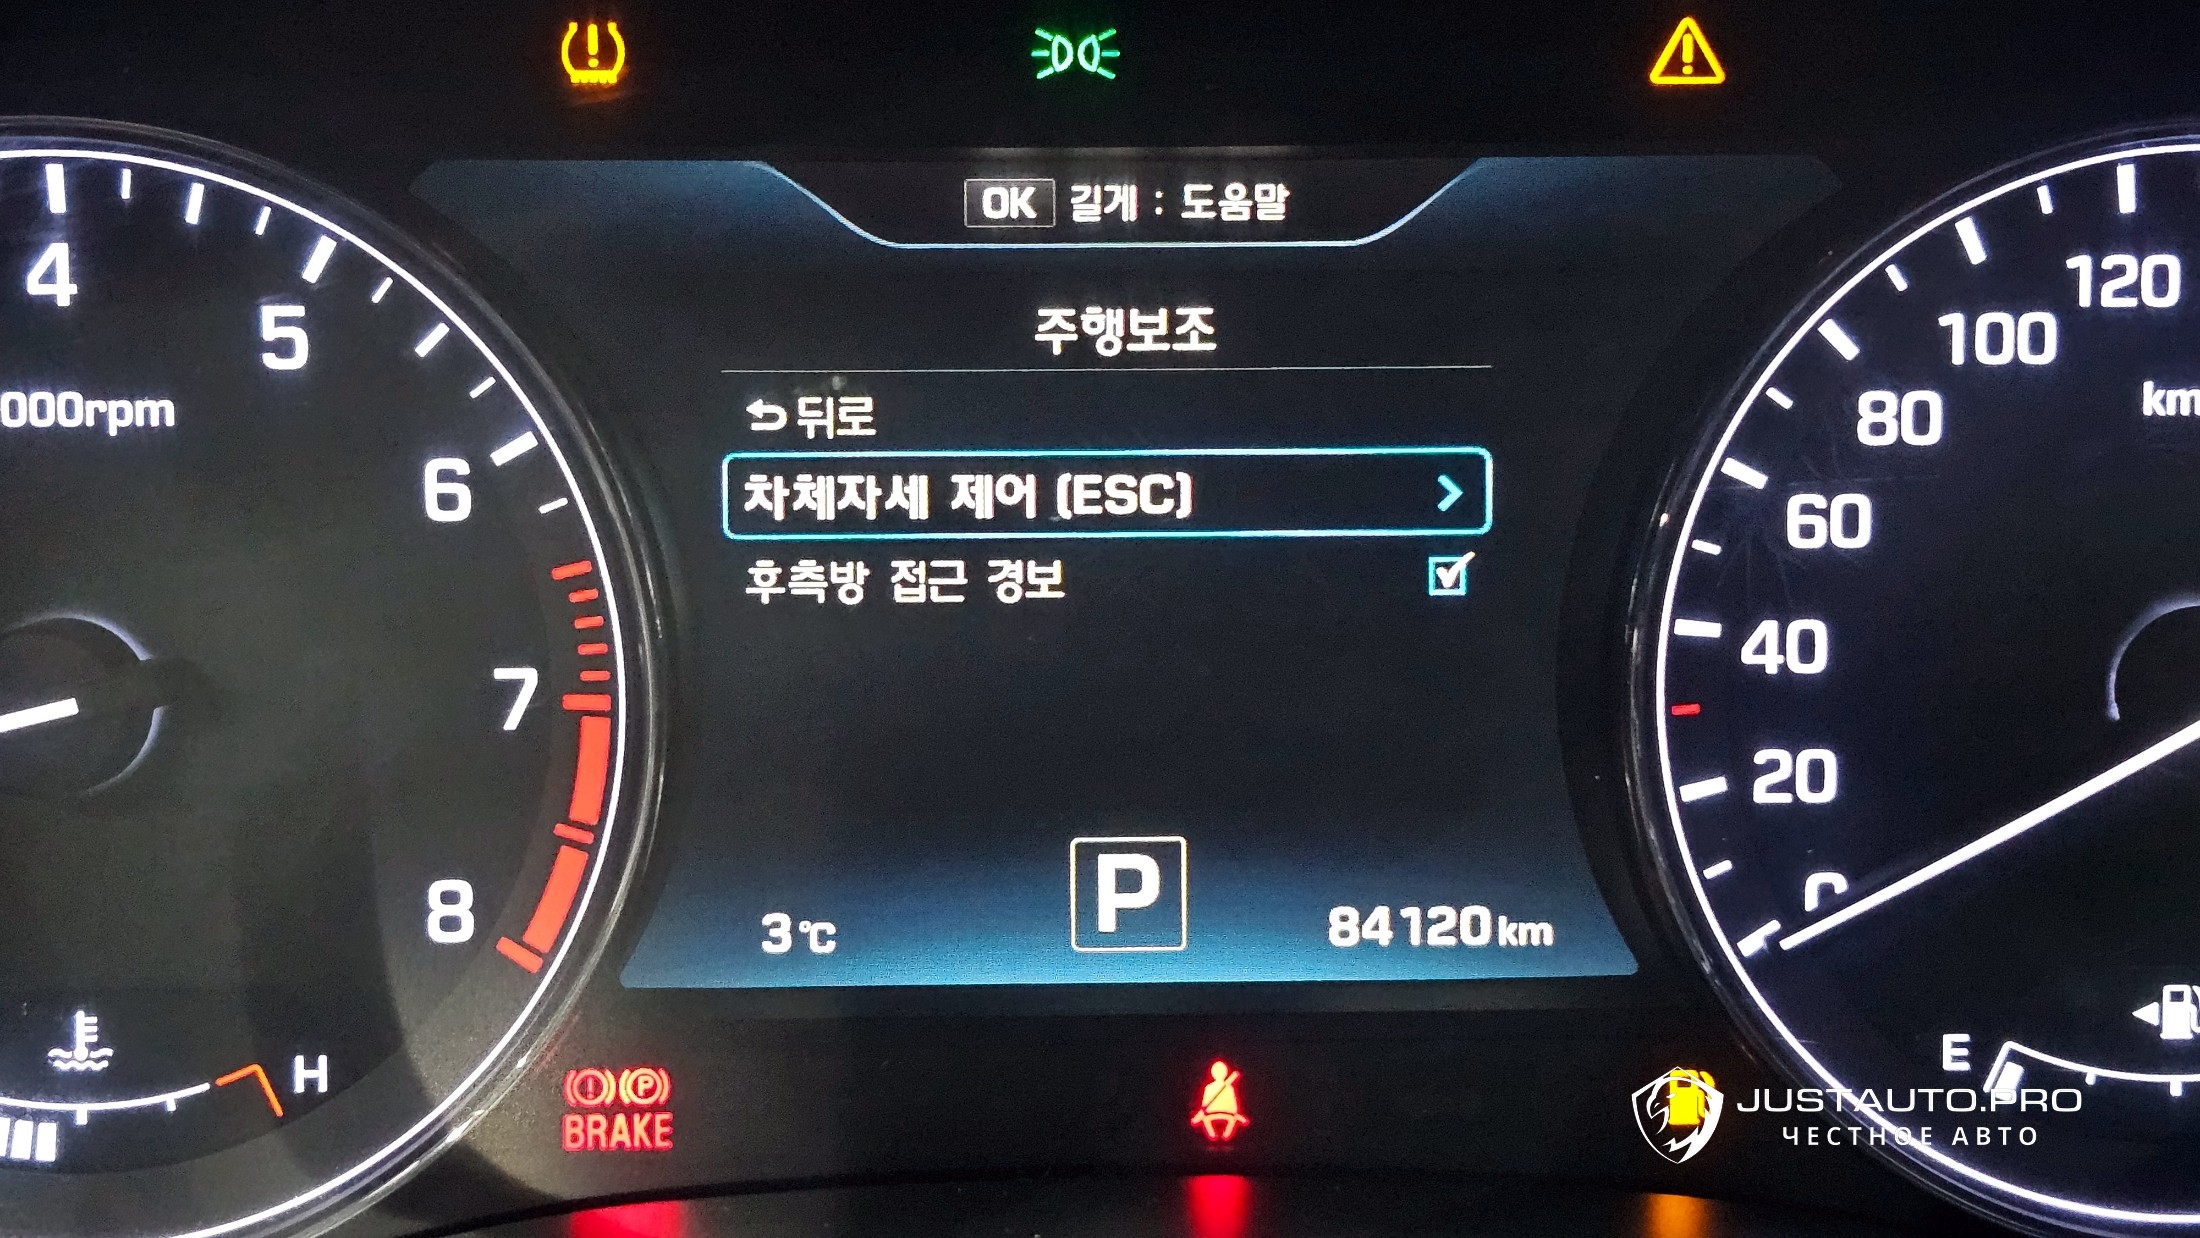 OK 길게 : 도움말
주행보조
뒤로
차체자세 제어 (ESC)
후측방 접근 경보
P
3℃
84120km
4
5
6
7
8
000rpm
H
120
100
80
60
40
20
km
E
P
BRAKE
JUSTAUTO.PRO
ЧЕСТНОЕ АВТО